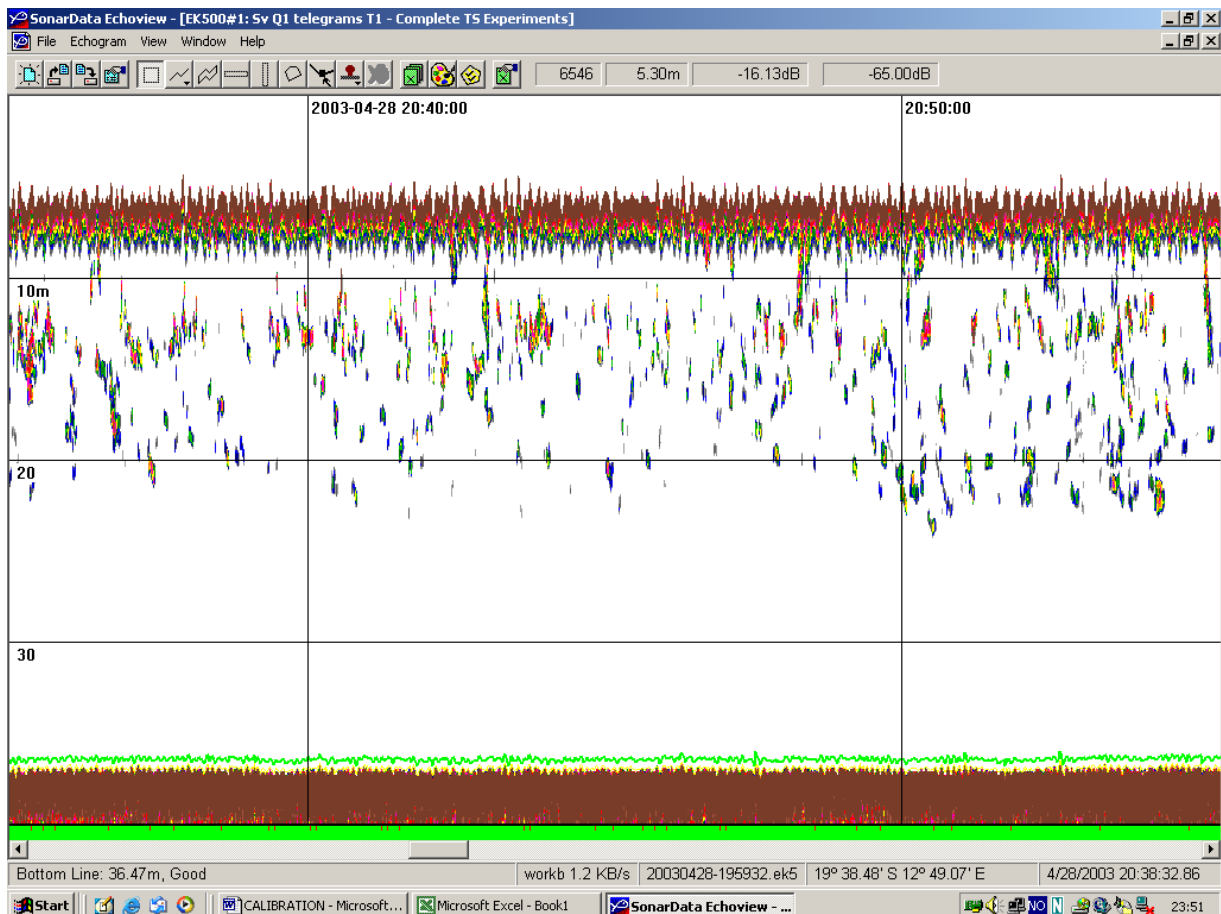 SonarData Echoview - [EK500#1: Sv Q1 telegrams T1 - Complete TS Experiments]
File Echogram View Window Help
6546 5.30m -16.13dB -65.00dB
2003-04-28 20:40:00 20:50:00
10m
20
30
Bottom Line: 36.47m, Good workb 1.2 KB/s 20030428-195932.ek5 19º 38.48' S 12º 49.07' E 4/28/2003 20:38:32.86
Start CALIBRATION - Microsoft... Microsoft Excel - Book1 SonarData Echoview - ... NO N 23:51